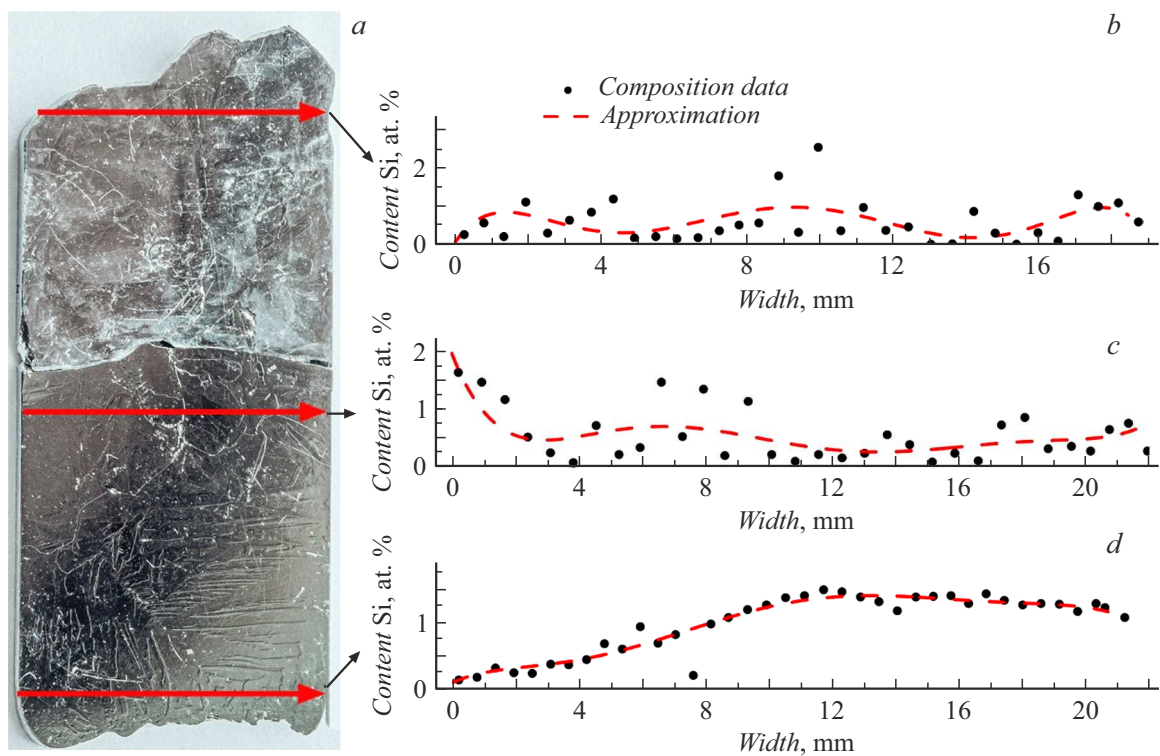 a
b
Composition data
Approximation
Content Si, at. %
2
0
0 4 8 12 16
Width, mm
c
Content Si, at. %
2
1
0
0 4 8 12 16 20
Width, mm
d
Content Si, at. %
1
0
0 4 8 12 16 20
Width, mm